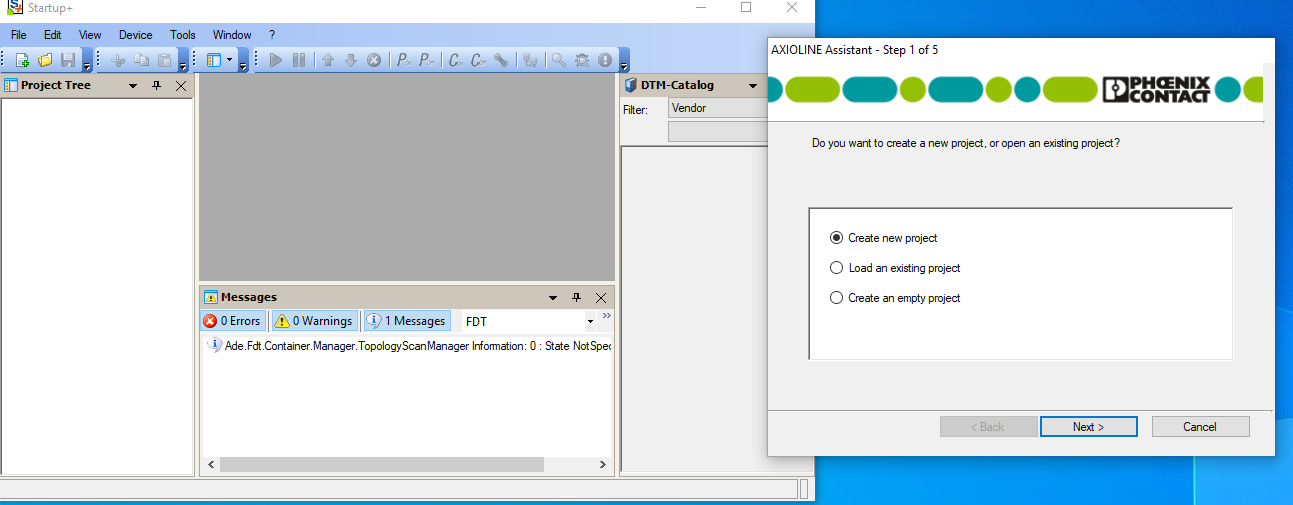 Startup+
File Edit View Device Tools Window ?
Project Tree
DTM-Catalog
Filter: Vendor
Messages
0 Errors 0 Warnings 1 Messages FDT
Ade.Fdt.Container.Manager.TopologyScanManager Information: 0 : State NotSpec
AXIOLINE Assistant - Step 1 of 5
PHŒNIX
CONTACT
Do you want to create a new project, or open an existing project?
Create new project
Load an existing project
Create an empty project
< Back Next > Cancel